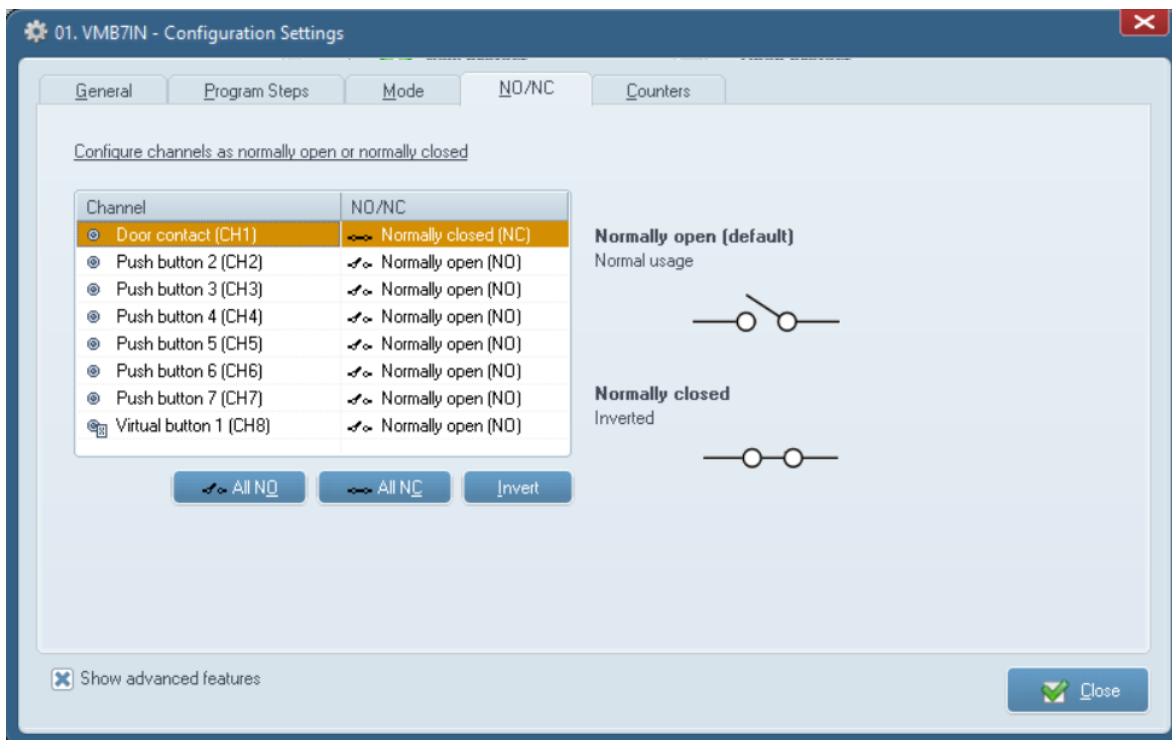 01. VMB7IN - Configuration Settings
General Program Steps Mode NO/NC Counters
Configure channels as normally open or normally closed
Channel NO/NC
Door contact (CH1) Normally closed (NC)
Push button 2 (CH2) Normally open (NO)
Push button 3 (CH3) Normally open (NO)
Push button 4 (CH4) Normally open (NO)
Push button 5 (CH5) Normally open (NO)
Push button 6 (CH6) Normally open (NO)
Push button 7 (CH7) Normally open (NO)
Virtual button 1 (CH8) Normally open (NO)
All NO All NC Invert
Normally open (default)
Normal usage
Normally closed
Inverted
Show advanced features
Close